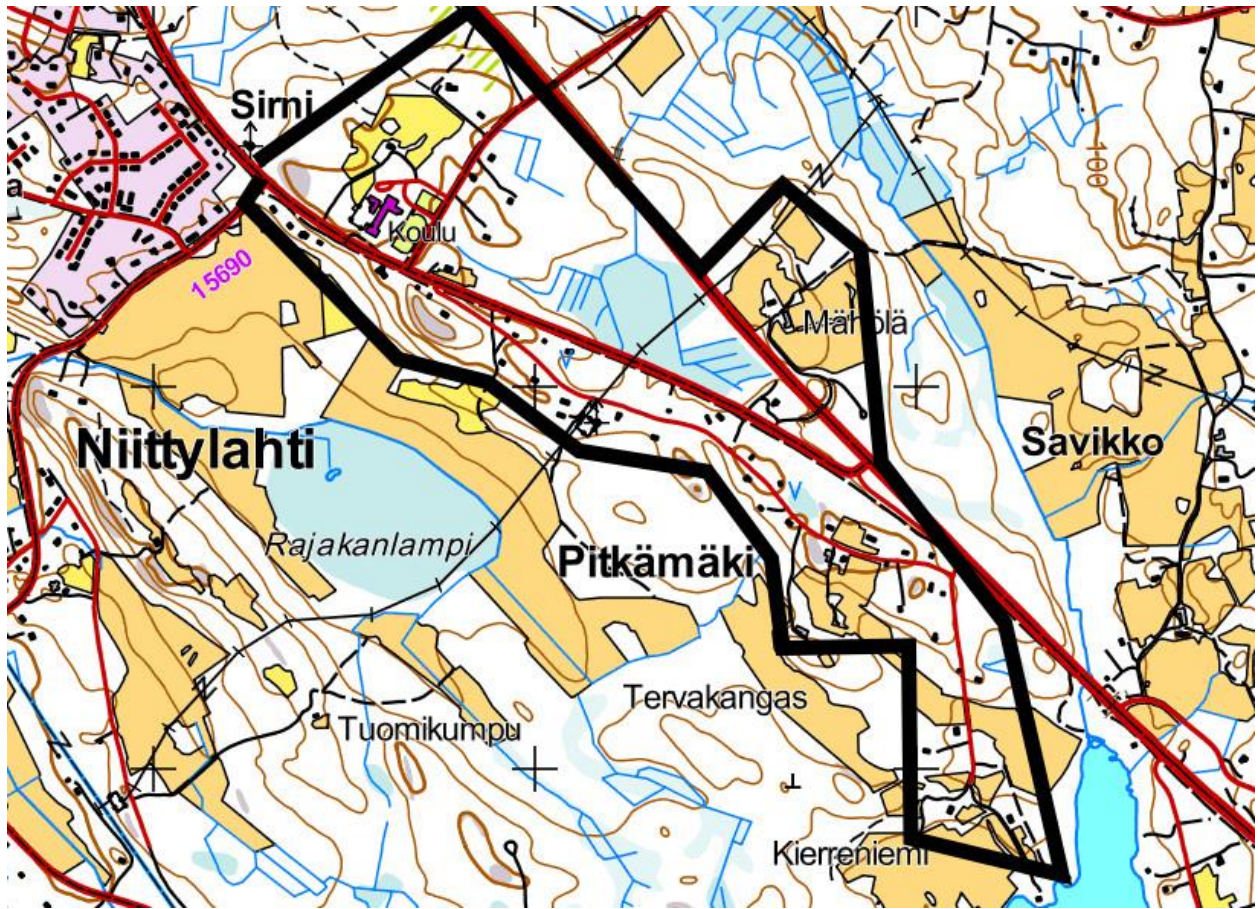 Sirni
a
Koulu
15690
100
Mähölä
Niittylahti
Savikko
Rajakanlampi
Pitkämäki
Tervakangas
Tuomikumpu
Kierreniemi